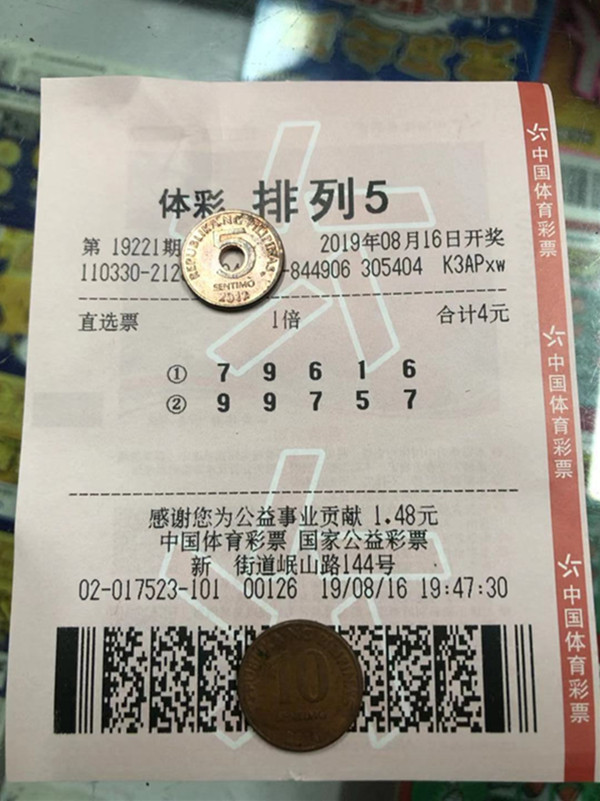 体彩 排列5
第 19221期 2019年08月16日开奖
110330-212 -844906 305404 K3APxw
直选票 1倍 合计4元
① 7 9 6 1 6
② 9 9 7 5 7
感谢您为公益事业贡献 1.48元
中国体育彩票 国家公益彩票
新 街道岷山路144号
02-017523-101 00126 19/08/16 19:47:30
中国体育彩票
中国体育彩票
中国体育彩票
REPUBLIKA NG PILIPINAS
5
SENTIMO
10